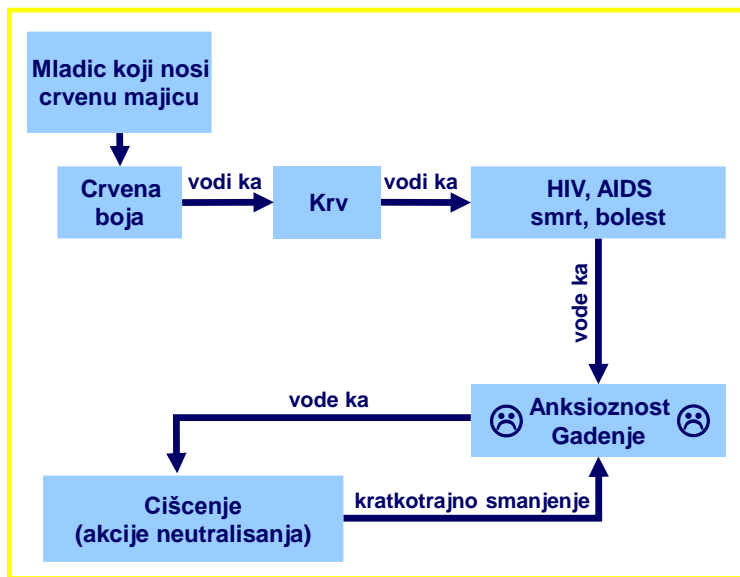 Mladic koji nosi
crvenu majicu
Crvena
boja
vodi ka
Krv
vodi ka
HIV, AIDS
smrt, bolest
vode ka
Anksioznost
Gadenje
vode ka
Cišcenje
(akcije neutralisanja)
kratkotrajno smanjenje